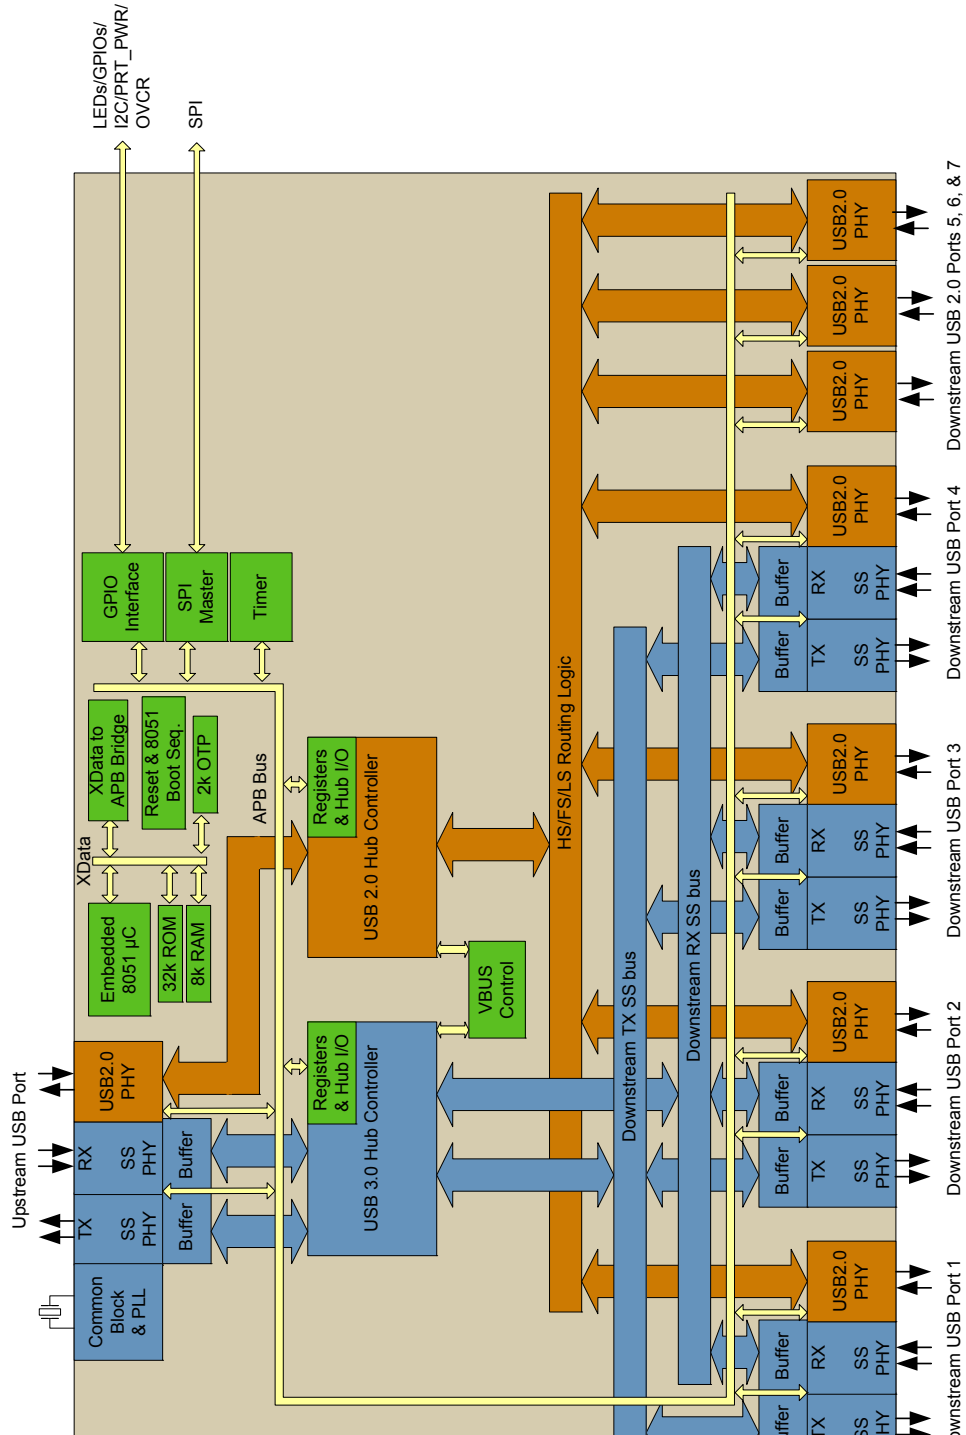 Upstream USB Port
Common
Block
& PLL
TX
SS
PHY
Buffer
RX
SS
PHY
Buffer
USB2.0
PHY
Embedded
8051 µC
32k ROM
8k RAM
XData
XData to
APB Bridge
Reset & 8051
Boot Seq.
2k OTP
APB Bus
GPIO
Interface
SPI
Master
Timer
LEDs/GPIOs/
I2C/PRT_PWR/
OVCR
SPI
USB 3.0 Hub Controller
Registers
& Hub I/O
USB 2.0 Hub Controller
Registers
& Hub I/O
VBUS
Control
HS/FS/LS Routing Logic
Downstream TX SS bus
Downstream RX SS bus
TX
Buffer
RX
SS
PHY
USB2.0
PHY
USB Port 1
Buffer
TX
SS
PHY
Buffer
RX
SS
PHY
USB2.0
PHY
Downstream USB Port 2
Buffer
TX
SS
PHY
Buffer
RX
SS
PHY
USB2.0
PHY
Downstream USB Port 3
Buffer
TX
SS
PHY
Buffer
RX
SS
PHY
USB2.0
PHY
Downstream USB Port 4
USB2.0
PHY
USB2.0
PHY
USB2.0
PHY
Downstream USB 2.0 Ports 5, 6, & 7